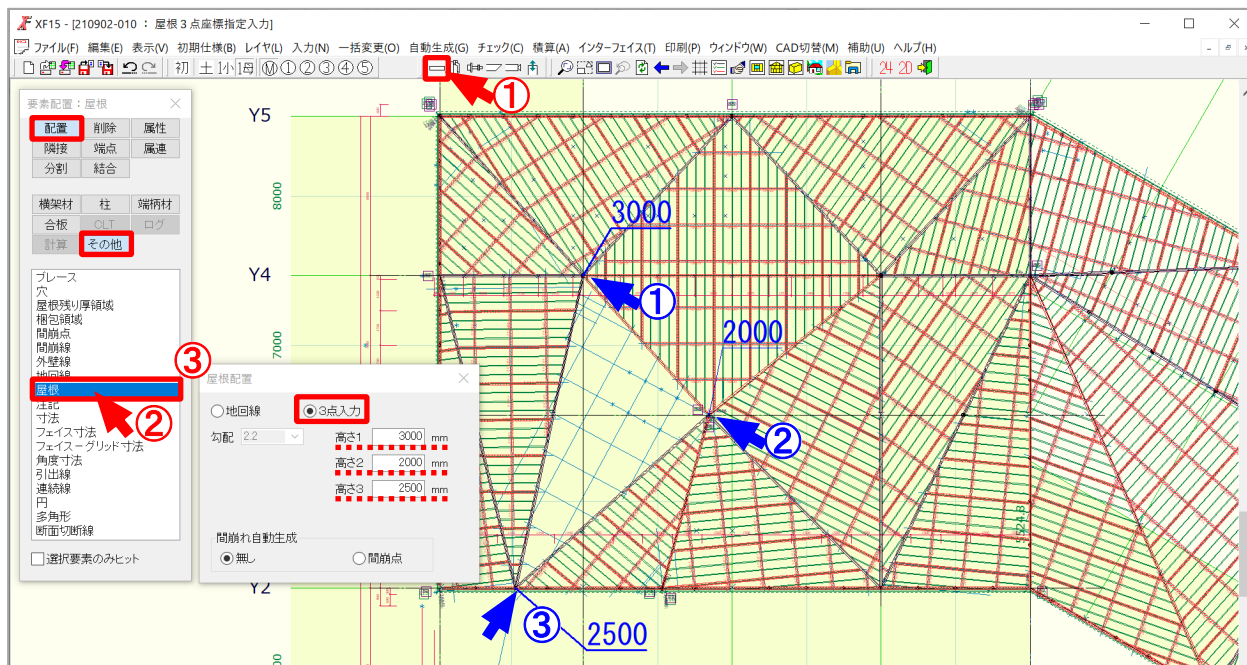 XF15 - [210902-010 : 屋根3点座標指定入力]
ファイル(F) 編集(E) 表示(V) 初期仕様(B) レイヤ(L) 入力(N) 一括変更(O) 自動生成(G) チェック(C) 積算(A) インターフェイス(T) 印刷(P) ウィンドウ(W) CAD切替(M) 補助(U) ヘルプ(H)
初 土 小 母 Ⓜ ① ② ③ ④ ⑤ 24 2D
①
要素配置:屋根
配置 削除 属性
隣接 端点 属連
分割 結合
横架材 柱 端柄材
合板 CLT ログ
計算 その他
ブレース
穴
屋根残り厚領域
梱包領域
間崩点
間崩線
外壁線
地回線
屋根
注記
寸法
フェイス寸法
フェイスーグリッド寸法
角度寸法
引出線
連続線
円
多角形
断面切断線
選択要素のみヒット
③
②
屋根配置
地回線 3点入力
勾配 2.2
高さ1 3000 mm
高さ2 2000 mm
高さ3 2500 mm
間崩れ自動生成
無し 間崩点
Y5
8000
Y4
7000
Y2
3000
①
2000
②
③
2500